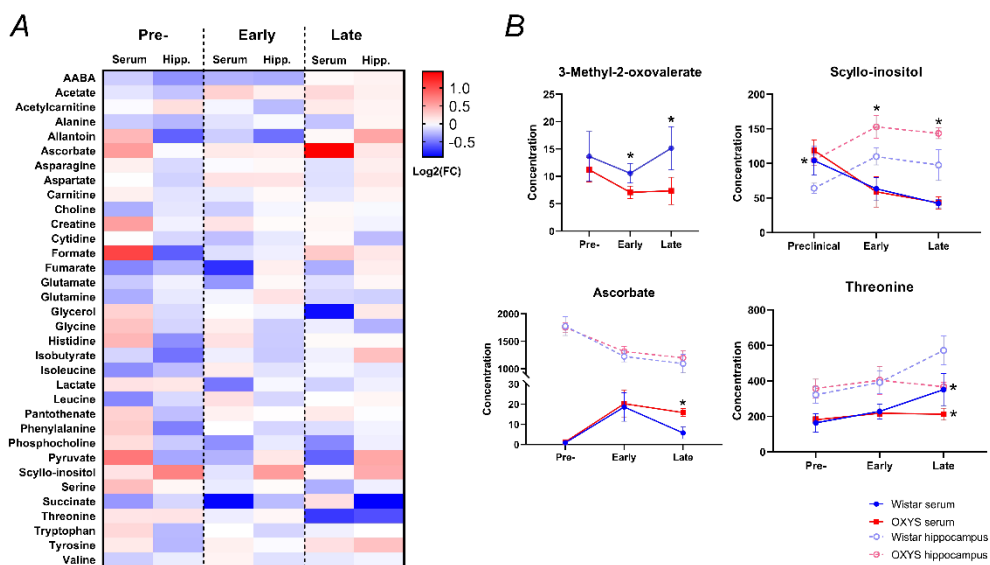 A
Pre- Early Late
Serum Hipp. Serum Hipp. Serum Hipp.
AABA
Acetate
Acetylcarnitine
Alanine
Allantoin
Ascorbate
Asparagine
Aspartate
Carnitine
Choline
Creatine
Cytidine
Formate
Fumarate
Glutamate
Glutamine
Glycerol
Glycine
Histidine
Isobutyrate
Isoleucine
Lactate
Leucine
Pantothenate
Phenylalanine
Phosphocholine
Pyruvate
Scyllo-inositol
Serine
Succinate
Threonine
Tryptophan
Tyrosine
Valine
1.0
0.5
0
-0.5
Log2(FC)
B
3-Methyl-2-oxovalerate
Concentration
25
20
15
10
5
0
* *
Pre- Early Late
Scyllo-inositol
Concentration
200
150
100
50
0
* * *
Preclinical Early Late
Ascorbate
Concentration
2000
1000
30
20
10
0
*
Pre- Early Late
Threonine
Concentration
800
600
400
200
0
*
*
Pre- Early Late
Wistar serum
OXYS serum
Wistar hippocampus
OXYS hippocampus